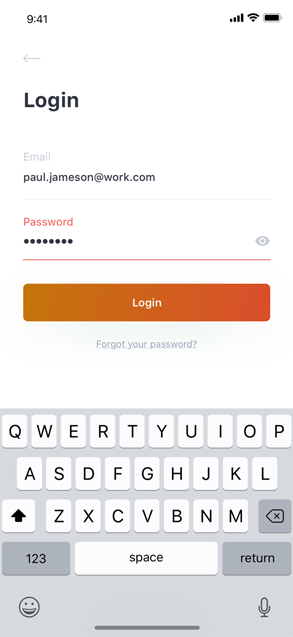 9:41
Login
Email
paul.jameson@work.com
Password
••••••••
Login
Forgot your password?
Q W E R T Y U I O P
A S D F G H J K L
Z X C V B N M
123 space return